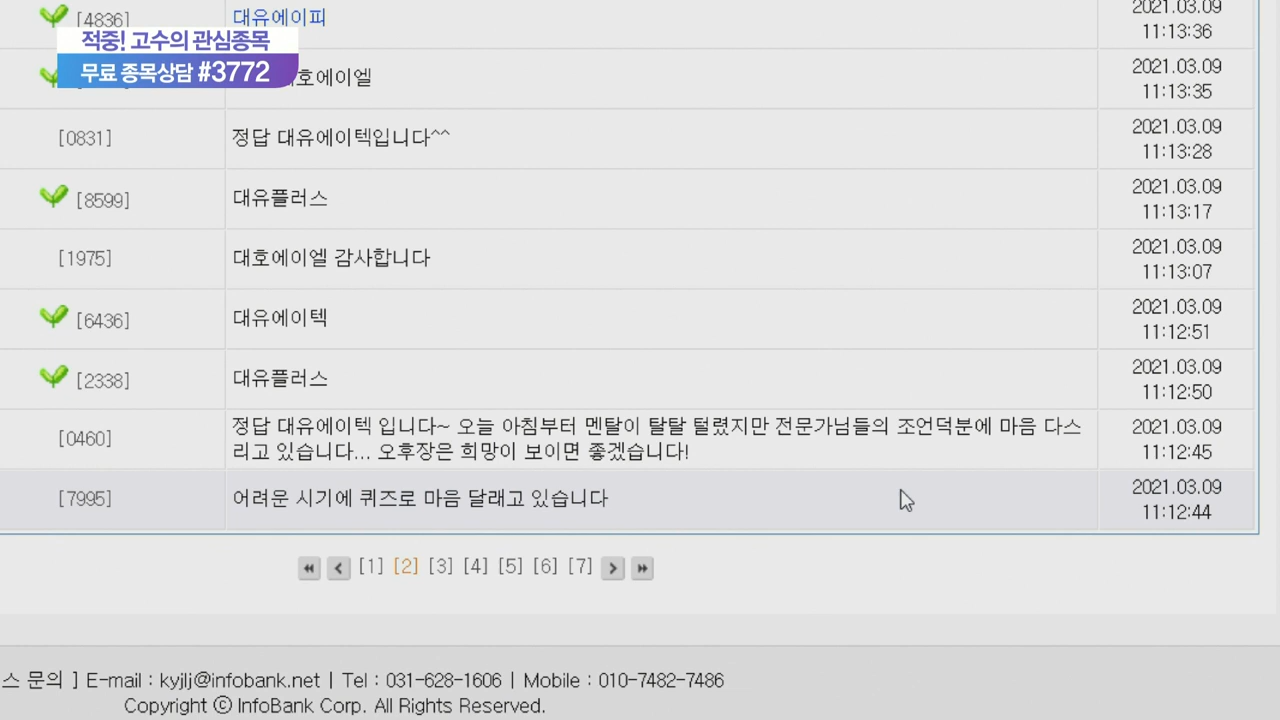 [4836] 대유에이피 2021.03.09
11:13:36
적중! 고수의 관심종목
무료 종목상담 #3772
호에이엘 2021.03.09
11:13:35
[0831] 정답 대유에이텍입니다^^ 2021.03.09
11:13:28
[8599] 대유플러스 2021.03.09
11:13:17
[1975] 대호에이엘 감사합니다 2021.03.09
11:13:07
[6436] 대유에이텍 2021.03.09
11:12:51
[2338] 대유플러스 2021.03.09
11:12:50
[0460] 정답 대유에이텍 입니다~ 오늘 아침부터 멘탈이 탈탈 털렸지만 전문가님들의 조언덕분에 마음 다스 2021.03.09
리고 있습니다... 오후장은 희망이 보이면 좋겠습니다! 11:12:45
[7995] 어려운 시기에 퀴즈로 마음 달래고 있습니다 2021.03.09
11:12:44
[1] [2] [3] [4] [5] [6] [7]
스 문의 ] E-mail : kyjlj@infobank.net | Tel : 031-628-1606 | Mobile : 010-7482-7486
Copyright ⓒ InfoBank Corp. All Rights Reserved.